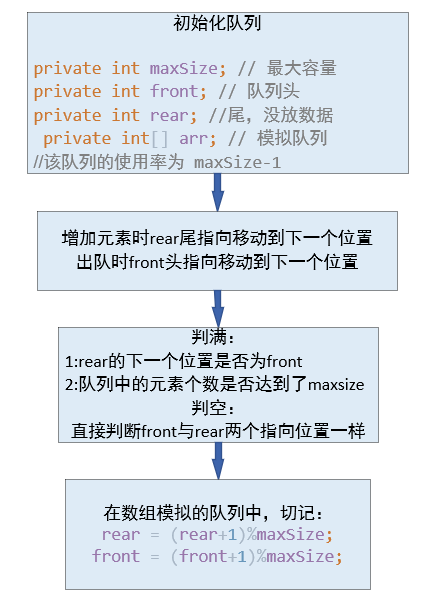 初始化队列
private int maxSize; // 最大容量
private int front; // 队列头
private int rear; //尾，没放数据
private int[] arr; // 模拟队列
//该队列的使用率为 maxSize-1
增加元素时rear尾指向移动到下一个位置
出队时front头指向移动到下一个位置
判满：
1:rear的下一个位置是否为front
2:队列中的元素个数是否达到了maxsize
判空：
直接判断front与rear两个指向位置一样
在数组模拟的队列中，切记：
rear = (rear+1)%maxSize;
front = (front+1)%maxSize;